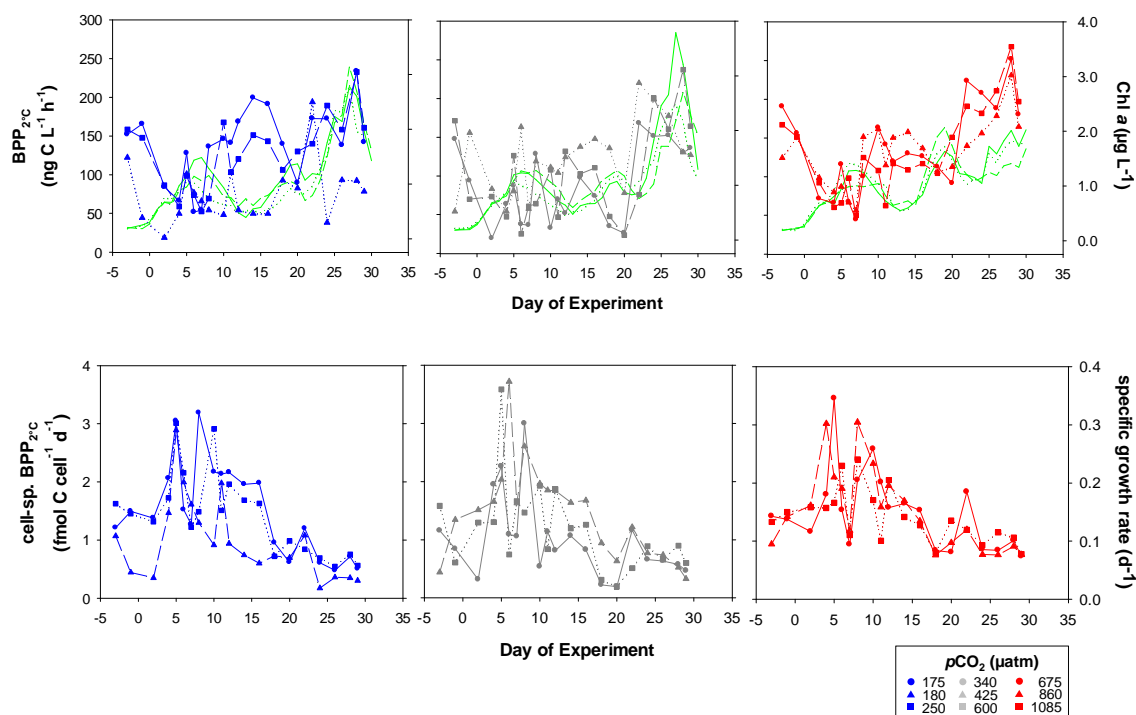 300
250
200
150
100
50
0
BPP2°C
(ng C L-1 h-1)
-5 0 5 10 15 20 25 30 35
-5 0 5 10 15 20 25 30 35
-5 0 5 10 15 20 25 30 35
4.0
3.0
2.0
1.0
0.0
Chl a (µg L-1)
Day of Experiment
4
3
2
1
0
cell-sp. BPP2°C
(fmol C cell-1 d-1)
-5 0 5 10 15 20 25 30 35
-5 0 5 10 15 20 25 30 35
-5 0 5 10 15 20 25 30 35
0.4
0.3
0.2
0.1
0.0
specific growth rate (d-1)
Day of Experiment
pCO2 (µatm)
175 340 675
180 425 860
250 600 1085